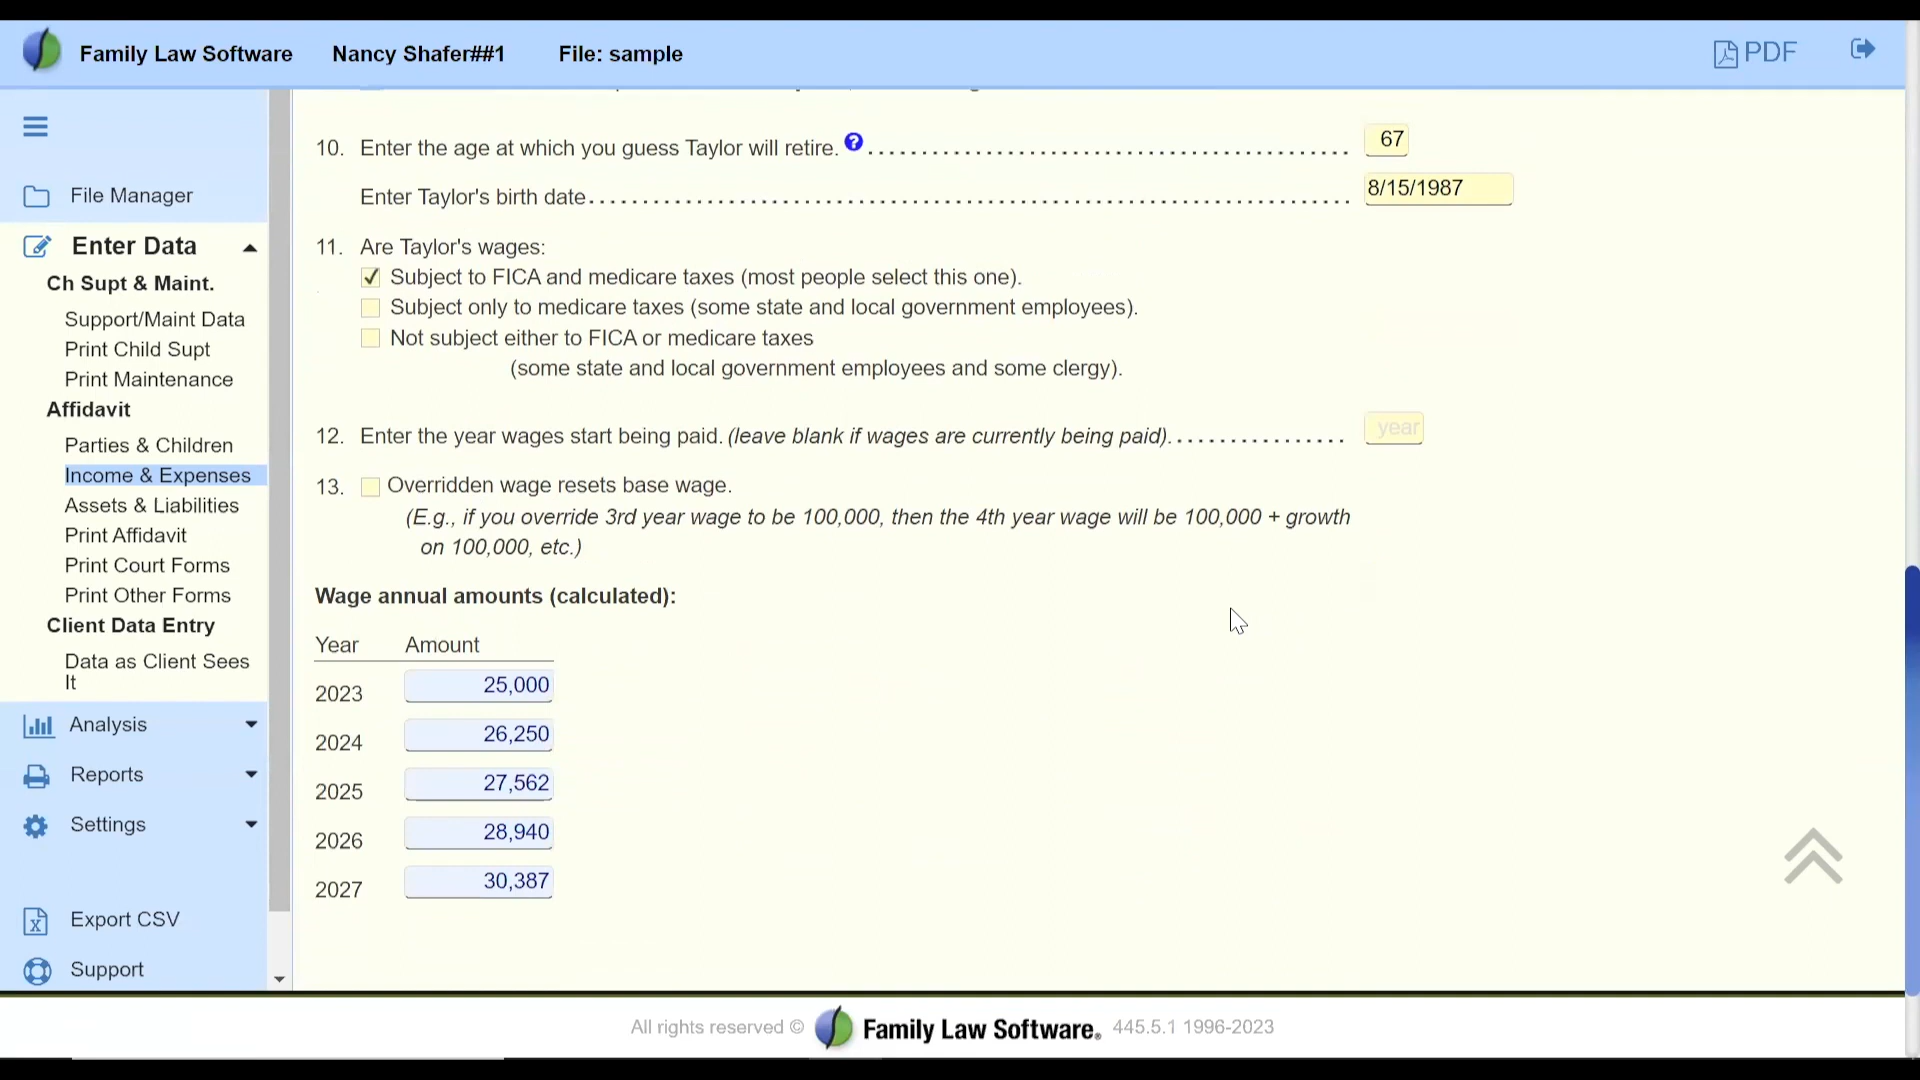 Family Law Software Nancy Shafer##1 File: sample PDF
File Manager
Enter Data
Ch Supt & Maint.
Support/Maint Data
Print Child Supt
Print Maintenance
Affidavit
Parties & Children
Income & Expenses
Assets & Liabilities
Print Affidavit
Print Court Forms
Print Other Forms
Client Data Entry
Data as Client Sees
It
Analysis
Reports
Settings
Export CSV
Support
10. Enter the age at which you guess Taylor will retire. ? 67
Enter Taylor's birth date 8/15/1987
11. Are Taylor's wages:
Subject to FICA and medicare taxes (most people select this one).
Subject only to medicare taxes (some state and local government employees).
Not subject either to FICA or medicare taxes
(some state and local government employees and some clergy).
12. Enter the year wages start being paid. (leave blank if wages are currently being paid). year
13. Overridden wage resets base wage.
(E.g., if you override 3rd year wage to be 100,000, then the 4th year wage will be 100,000 + growth
on 100,000, etc.)
Wage annual amounts (calculated):
Year Amount
2023 25,000
2024 26,250
2025 27,562
2026 28,940
2027 30,387
All rights reserved © Family Law Software® 445.5.1 1996-2023